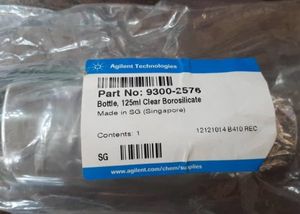 Agilent Technologies
Part No: 9300-2576
Bottle, 125ml Clear Borosilicate
Made in SG (Singapore)
Contents: 1
12121014 B410 REC
SG
www.agilent.com/chem/supplies